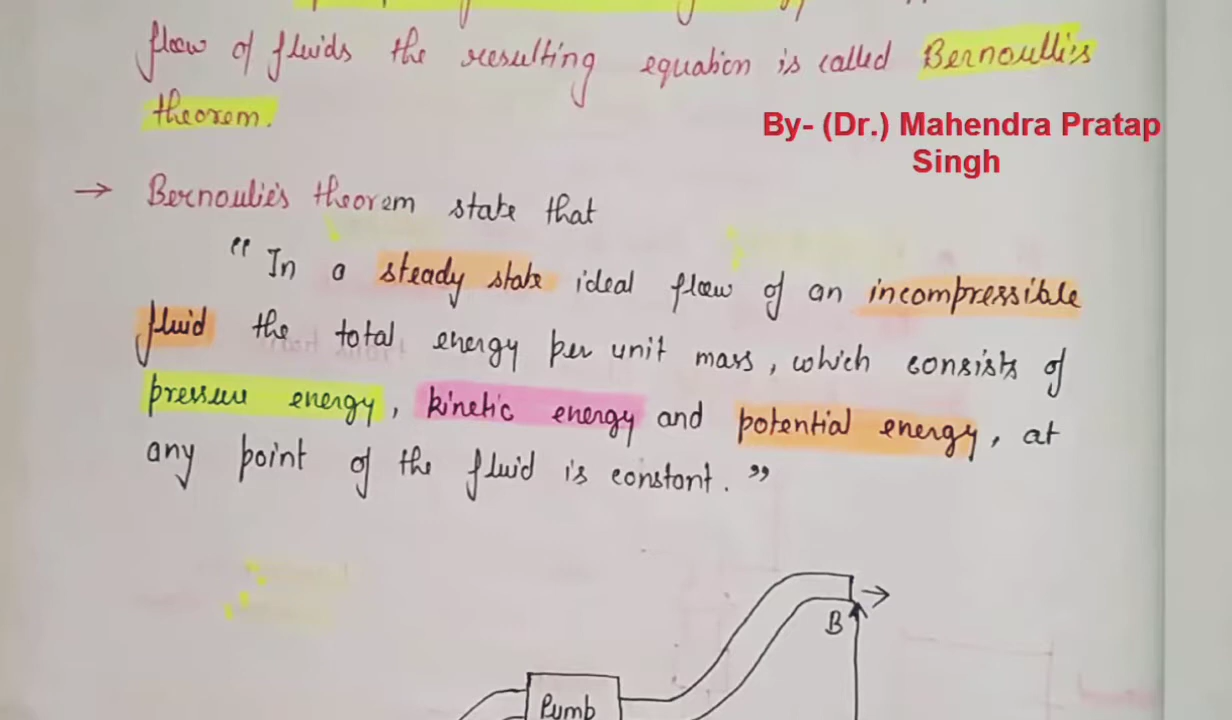 flow of fluids the resulting equation is called Bernoulli's
theorem.
By- (Dr.) Mahendra Pratap
Singh
→ Bernoulie's theorem state that
" In a steady state ideal flow of an incompressible
fluid the total energy per unit mass, which consists of
pressure energy, kinetic energy and potential energy, at
any point of the fluid is constant. "
B
Pumb